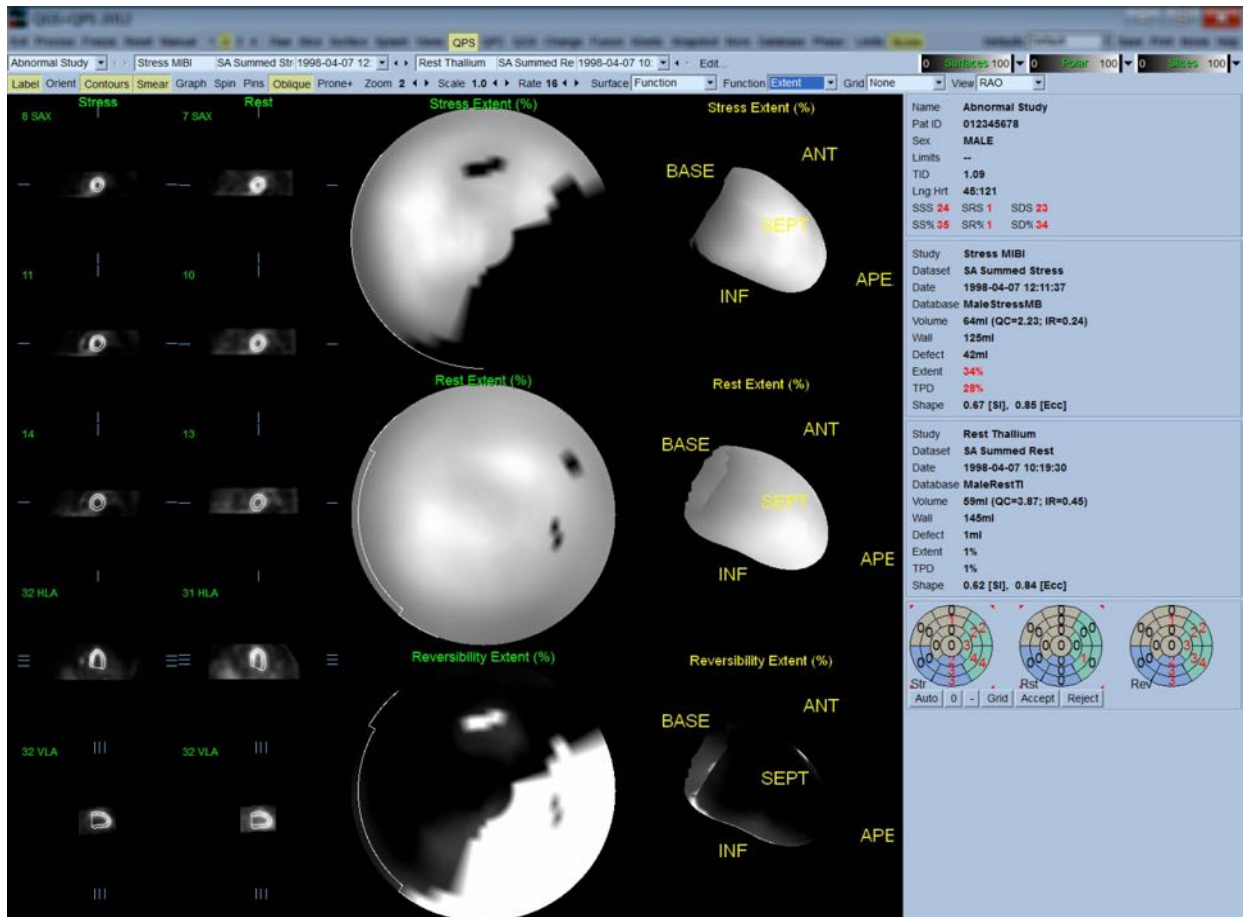 QGS+QPS 2012
QPS
Abnormal Study Stress MIBI SA Summed Str 1998-04-07 12: Rest Thallium SA Summed Re 1998-04-07 10: Edit... 0 Surfaces 100 0 Polar 100 0 Slices 100
Label Orient Contours Smear Graph Spin Pins Oblique Prone+ Zoom 2 Scale 1.0 Rate 16 Surface Function Function Extent Grid None View RAO
Stress Rest
8 SAX 7 SAX
11 10
14 13
32 HLA 31 HLA
32 VLA 32 VLA
Stress Extent (%)
Rest Extent (%)
Reversibility Extent (%)
Stress Extent (%)
ANT
BASE
SEPT
APE
INF
Rest Extent (%)
ANT
BASE
SEPT
APE
INF
Reversibility Extent (%)
ANT
BASE
SEPT
APE
INF
Name Abnormal Study
Pat ID 012345678
Sex MALE
Limits --
TID 1.09
Lng:Hrt 45:121
SSS 24 SRS 1 SDS 23
SS% 35 SR% 1 SD% 34
Study Stress MIBI
Dataset SA Summed Stress
Date 1998-04-07 12:11:37
Database MaleStressMB
Volume 64ml (QC=2.23; IR=0.24)
Wall 125ml
Defect 42ml
Extent 34%
TPD 28%
Shape 0.67 [SI], 0.85 [Ecc]
Study Rest Thallium
Dataset SA Summed Rest
Date 1998-04-07 10:19:30
Database MaleRestTl
Volume 59ml (QC=3.87; IR=0.45)
Wall 145ml
Defect 1ml
Extent 1%
TPD 1%
Shape 0.62 [SI], 0.84 [Ecc]
Str Rst Rev
Auto 0 - Grid Accept Reject